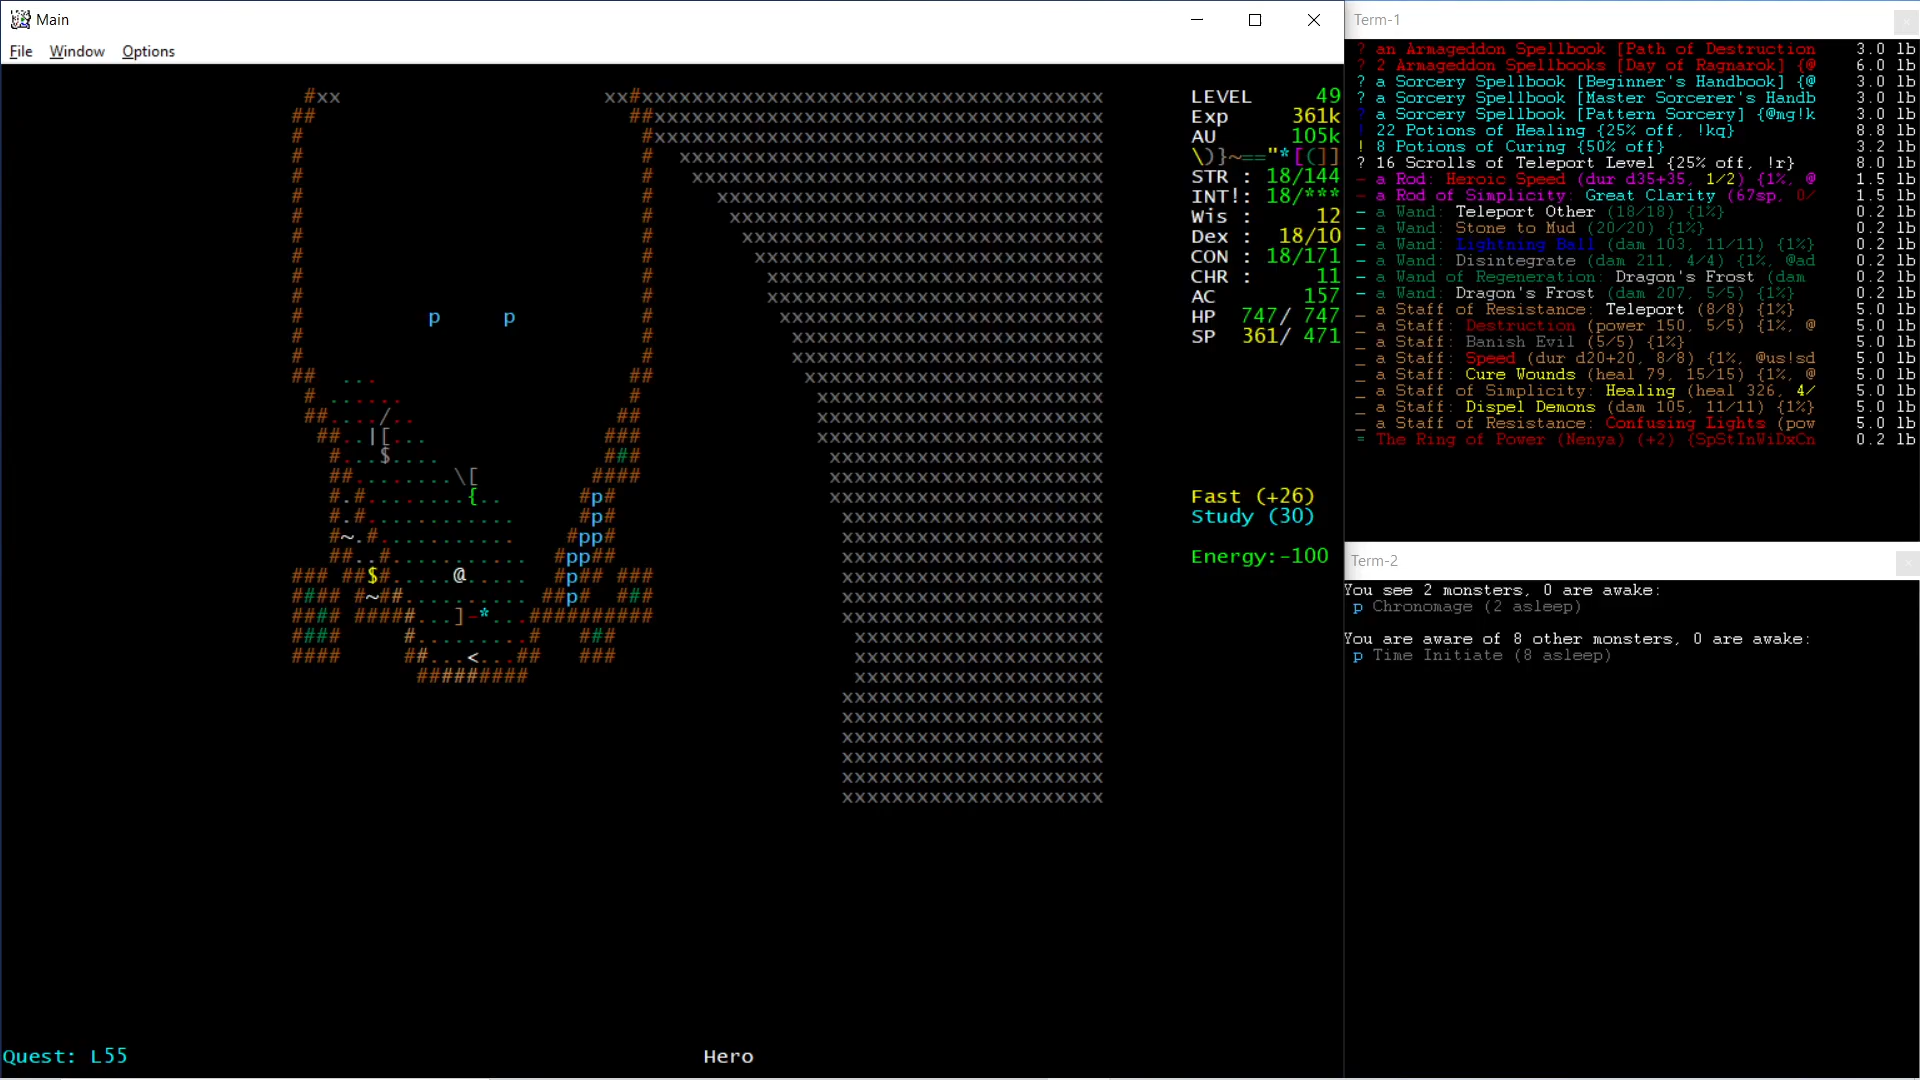 Main
File Window Options
#xx xx#xxxxxxxxxxxxxxxxxxxxxxxxxxxxxxxxxxxxx
LEVEL 49
Exp 361k
AU 105k
\)}~=="*[(]]
STR : 18/144
INT!: 18/***
Wis : 12
Dex : 18/10
CON : 18/171
CHR : 11
AC 157
HP 747/ 747
SP 361/ 471
Fast (+26)
Study (30)
Energy:-100
Quest: L55
Hero
Term-1
? an Armageddon Spellbook [Path of Destruction 3.0 lb
? 2 Armageddon Spellbooks [Day of Ragnarok] {@ 6.0 lb
? a Sorcery Spellbook [Beginner's Handbook] {@ 3.0 lb
? a Sorcery Spellbook [Master Sorcerer's Handb 3.0 lb
? a Sorcery Spellbook [Pattern Sorcery] {@mg!k 3.0 lb
! 22 Potions of Healing {25% off, !kq} 8.8 lb
! 8 Potions of Curing {50% off} 3.2 lb
? 16 Scrolls of Teleport Level {25% off, !r} 8.0 lb
- a Rod: Heroic Speed (dur d35+35, 1/2) {1%, @ 1.5 lb
- a Rod of Simplicity: Great Clarity (67sp, 0/ 1.5 lb
- a Wand: Teleport Other (18/18) {1%} 0.2 lb
- a Wand: Stone to Mud (20/20) {1%} 0.2 lb
- a Wand: Lightning Ball (dam 103, 11/11) {1%} 0.2 lb
- a Wand: Disintegrate (dam 211, 4/4) {1%, @ad 0.2 lb
- a Wand of Regeneration: Dragon's Frost (dam 0.2 lb
- a Wand: Dragon's Frost (dam 207, 5/5) {1%} 0.2 lb
_ a Staff of Resistance: Teleport (8/8) {1%} 5.0 lb
_ a Staff: Destruction (power 150, 5/5) {1%, @ 5.0 lb
_ a Staff: Banish Evil (5/5) {1%} 5.0 lb
_ a Staff: Speed (dur d20+20, 8/8) {1%, @us!sd 5.0 lb
_ a Staff: Cure Wounds (heal 79, 15/15) {1%, @ 5.0 lb
_ a Staff of Simplicity: Healing (heal 326, 4/ 5.0 lb
_ a Staff: Dispel Demons (dam 105, 11/11) {1%} 5.0 lb
_ a Staff of Resistance: Confusing Lights (pow 5.0 lb
= The Ring of Power (Nenya) (+2) {SpStInWiDxCn 0.2 lb
Term-2
You see 2 monsters, 0 are awake:
p Chronomage (2 asleep)
You are aware of 8 other monsters, 0 are awake:
p Time Initiate (8 asleep)